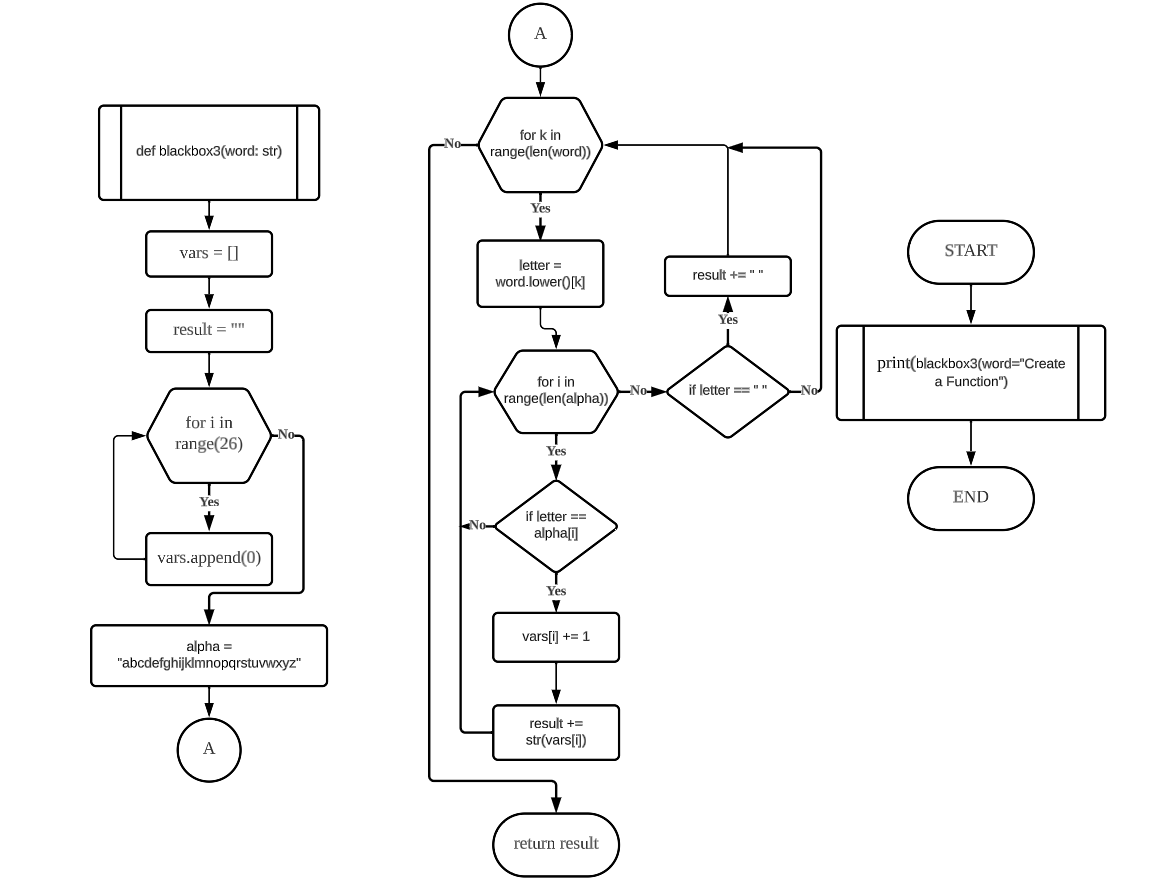 def blackbox3(word: str)
vars = []
result = ""
for i in
range(26)
No
Yes
vars.append(0)
alpha =
"abcdefghijklmnopqrstuvwxyz"
A
A
for k in
range(len(word))
No
Yes
letter =
word.lower()[k]
for i in
range(len(alpha))
No
Yes
if letter ==
alpha[i]
No
Yes
vars[i] += 1
result +=
str(vars[i])
return result
result += " "
Yes
if letter == " "
No
START
print(blackbox3(word="Create
a Function")
END